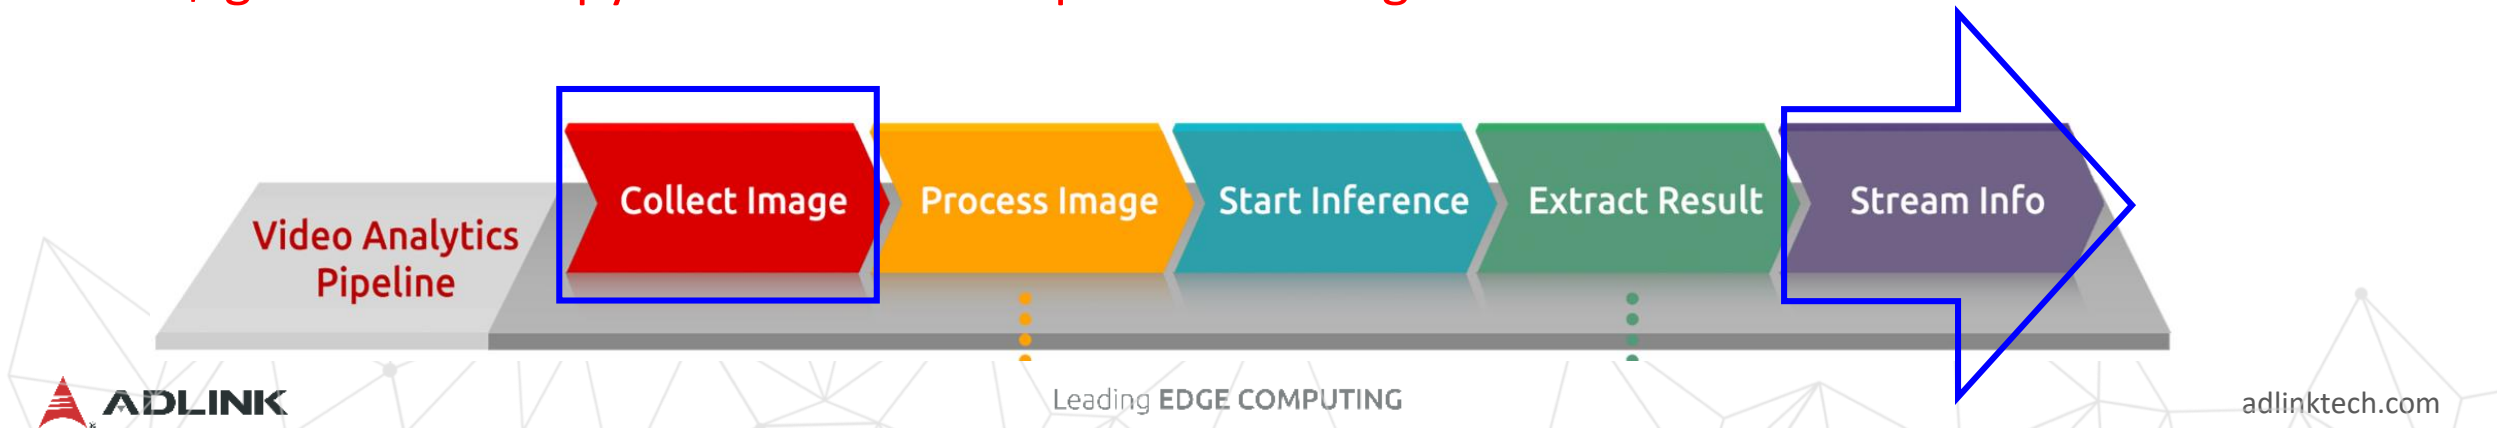 Collect Image
Process Image
Start Inference
Extract Result
Stream Info
Video Analytics
Pipeline
ADLINK
Leading EDGE COMPUTING
adlinktech.com